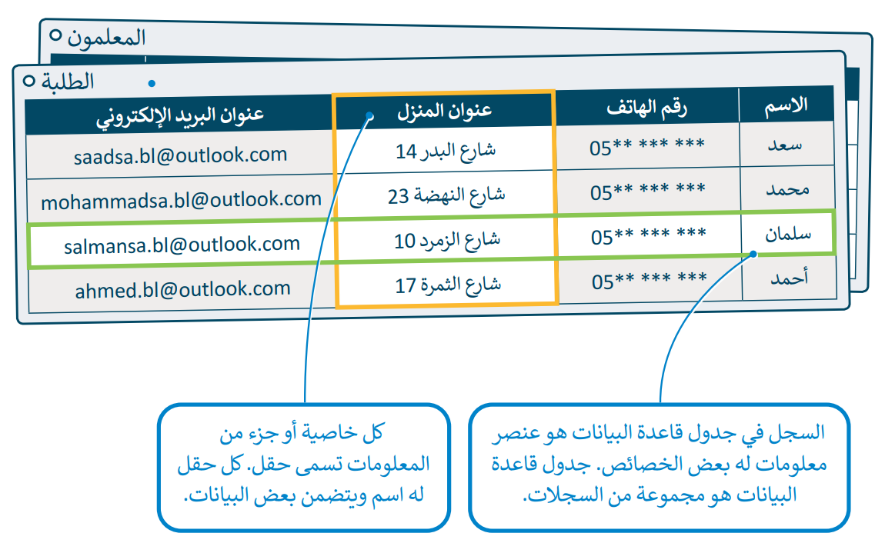 المعلمون
الطلبة
الاسم رقم الهاتف عنوان المنزل عنوان البريد الإلكتروني
سعد 05** *** *** شارع البدر 14 saadsa.bl@outlook.com
محمد 05** *** *** شارع النهضة 23 mohammadsa.bl@outlook.com
سلمان 05** *** *** شارع الزمرد 10 salmansa.bl@outlook.com
أحمد 05** *** *** شارع الثمرة 17 ahmed.bl@outlook.com
السجل في جدول قاعدة البيانات هو عنصر
معلومات له بعض الخصائص. جدول قاعدة
البيانات هو مجموعة من السجلات.
كل خاصية أو جزء من
المعلومات تسمى حقل. كل حقل
له اسم ويتضمن بعض البيانات.